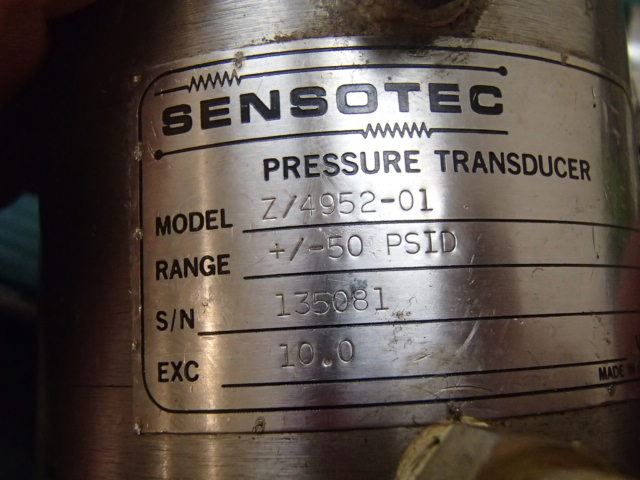 SENSOTEC
PRESSURE TRANSDUCER
MODEL Z/4952-01
RANGE +/-50 PSID
S/N 135081
EXC 10.0
MADE IN